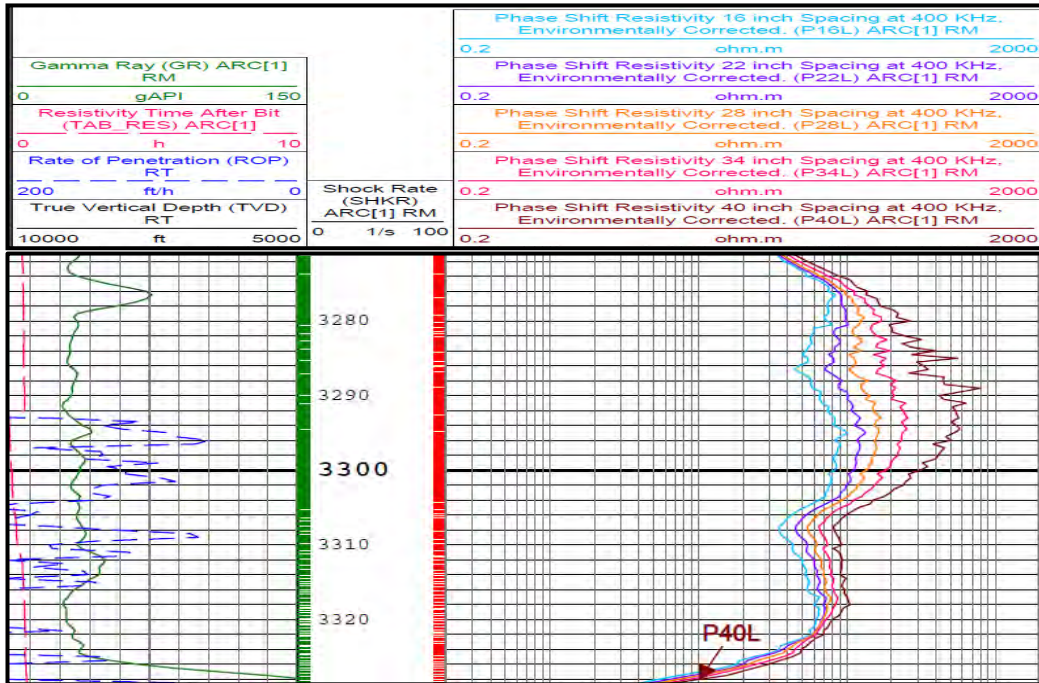 Phase Shift Resistivity 16 inch Spacing at 400 KHz,
Environmentally Corrected. (P16L) ARC[1] RM
0.2 ohm.m 2000
Gamma Ray (GR) ARC[1]
RM
0 gAPI 150
Phase Shift Resistivity 22 inch Spacing at 400 KHz,
Environmentally Corrected. (P22L) ARC[1] RM
0.2 ohm.m 2000
Resistivity Time After Bit
(TAB_RES) ARC[1]
0 h 10
Phase Shift Resistivity 28 inch Spacing at 400 KHz,
Environmentally Corrected. (P28L) ARC[1] RM
0.2 ohm.m 2000
Rate of Penetration (ROP)
RT
200 ft/h 0
Phase Shift Resistivity 34 inch Spacing at 400 KHz,
Environmentally Corrected. (P34L) ARC[1] RM
0.2 ohm.m 2000
True Vertical Depth (TVD)
RT
10000 ft 5000
Shock Rate
(SHKR)
ARC[1] RM
0 1/s 100
Phase Shift Resistivity 40 inch Spacing at 400 KHz,
Environmentally Corrected. (P40L) ARC[1] RM
0.2 ohm.m 2000
3280
3290
3300
3310
3320
P40L